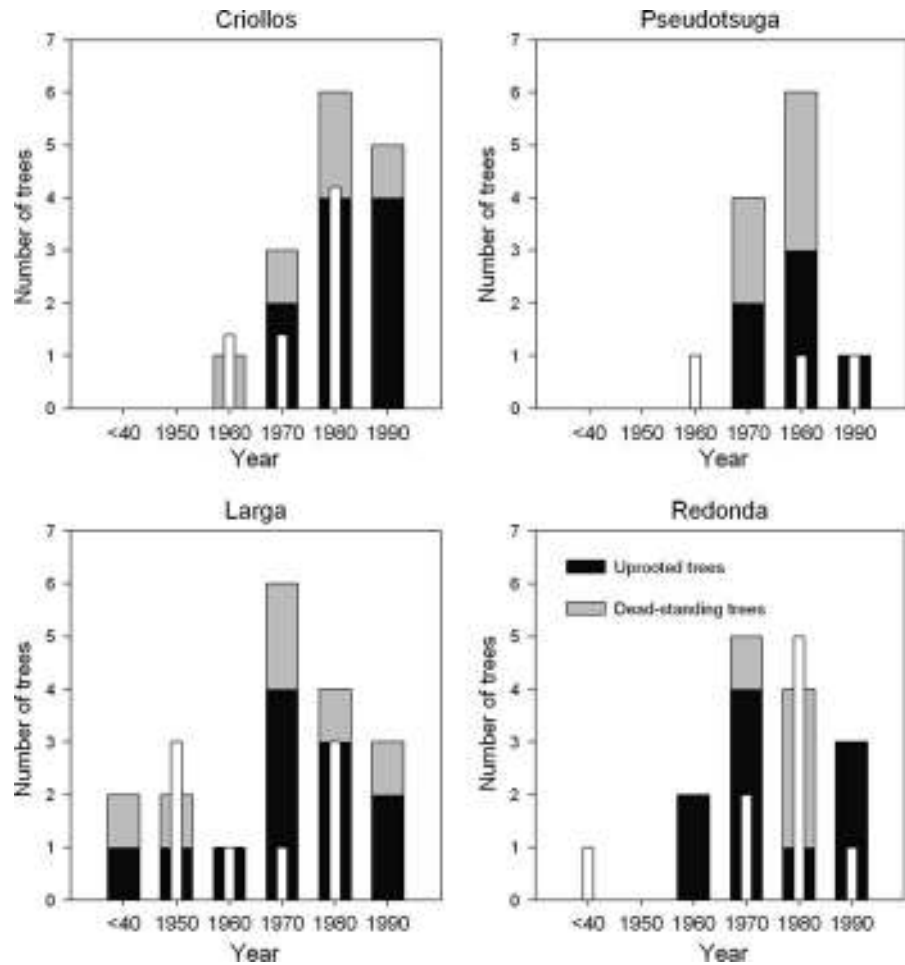 Criollos
7
6
5
4
3
2
1
0
Number of trees
<40 1950 1960 1970 1980 1990
Year
Pseudotsuga
7
6
5
4
3
2
1
0
Number of trees
<40 1950 1960 1970 1980 1990
Year
Larga
7
6
5
4
3
2
1
0
Number of trees
<40 1950 1960 1970 1980 1990
Year
Redonda
7
6
5
4
3
2
1
0
Number of trees
Uprooted trees
Dead-standing trees
<40 1950 1960 1970 1980 1990
Year